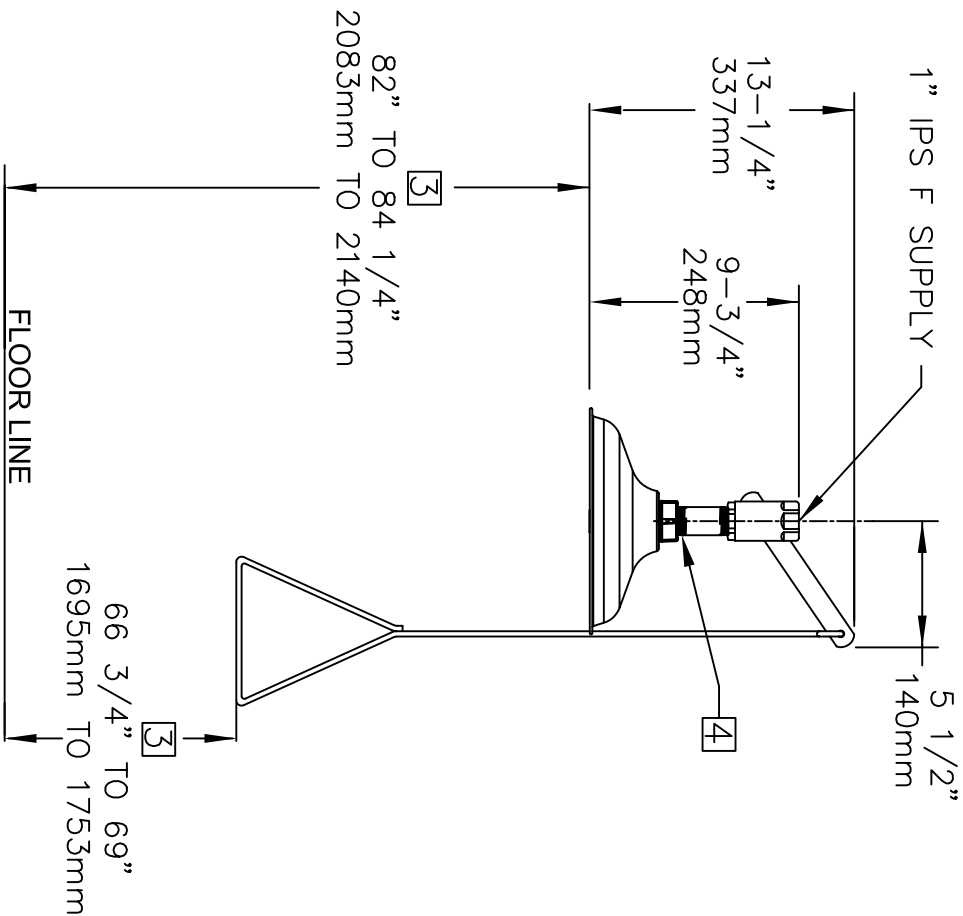 1” IPS F SUPPLY
13-1/4”
337mm
9-3/4”
248mm
5 1/2”
140mm
3
82” TO 84 1/4”
2083mm TO 2140mm
4
3
66 3/4” TO 69”
1695mm TO 1753mm
FLOOR LINE